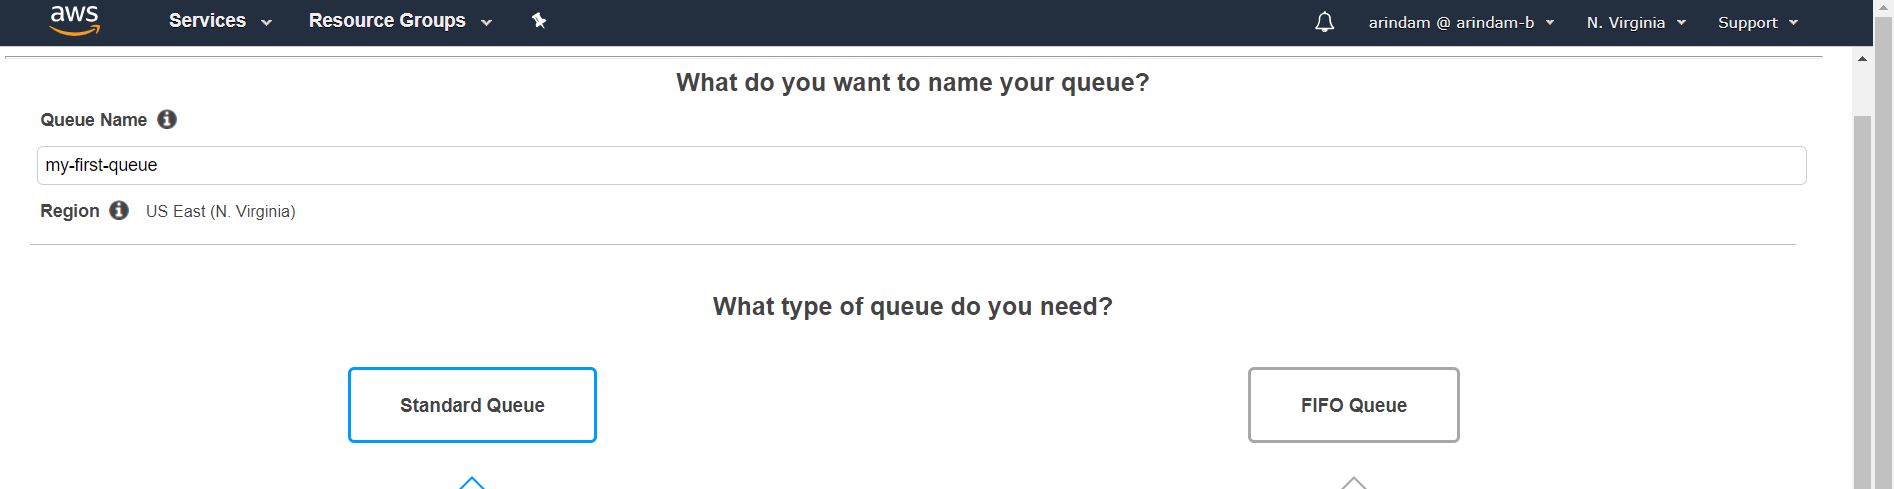 aws Services Resource Groups arindam @ arindam-b N. Virginia Support
What do you want to name your queue?
Queue Name
my-first-queue
Region US East (N. Virginia)
What type of queue do you need?
Standard Queue FIFO Queue